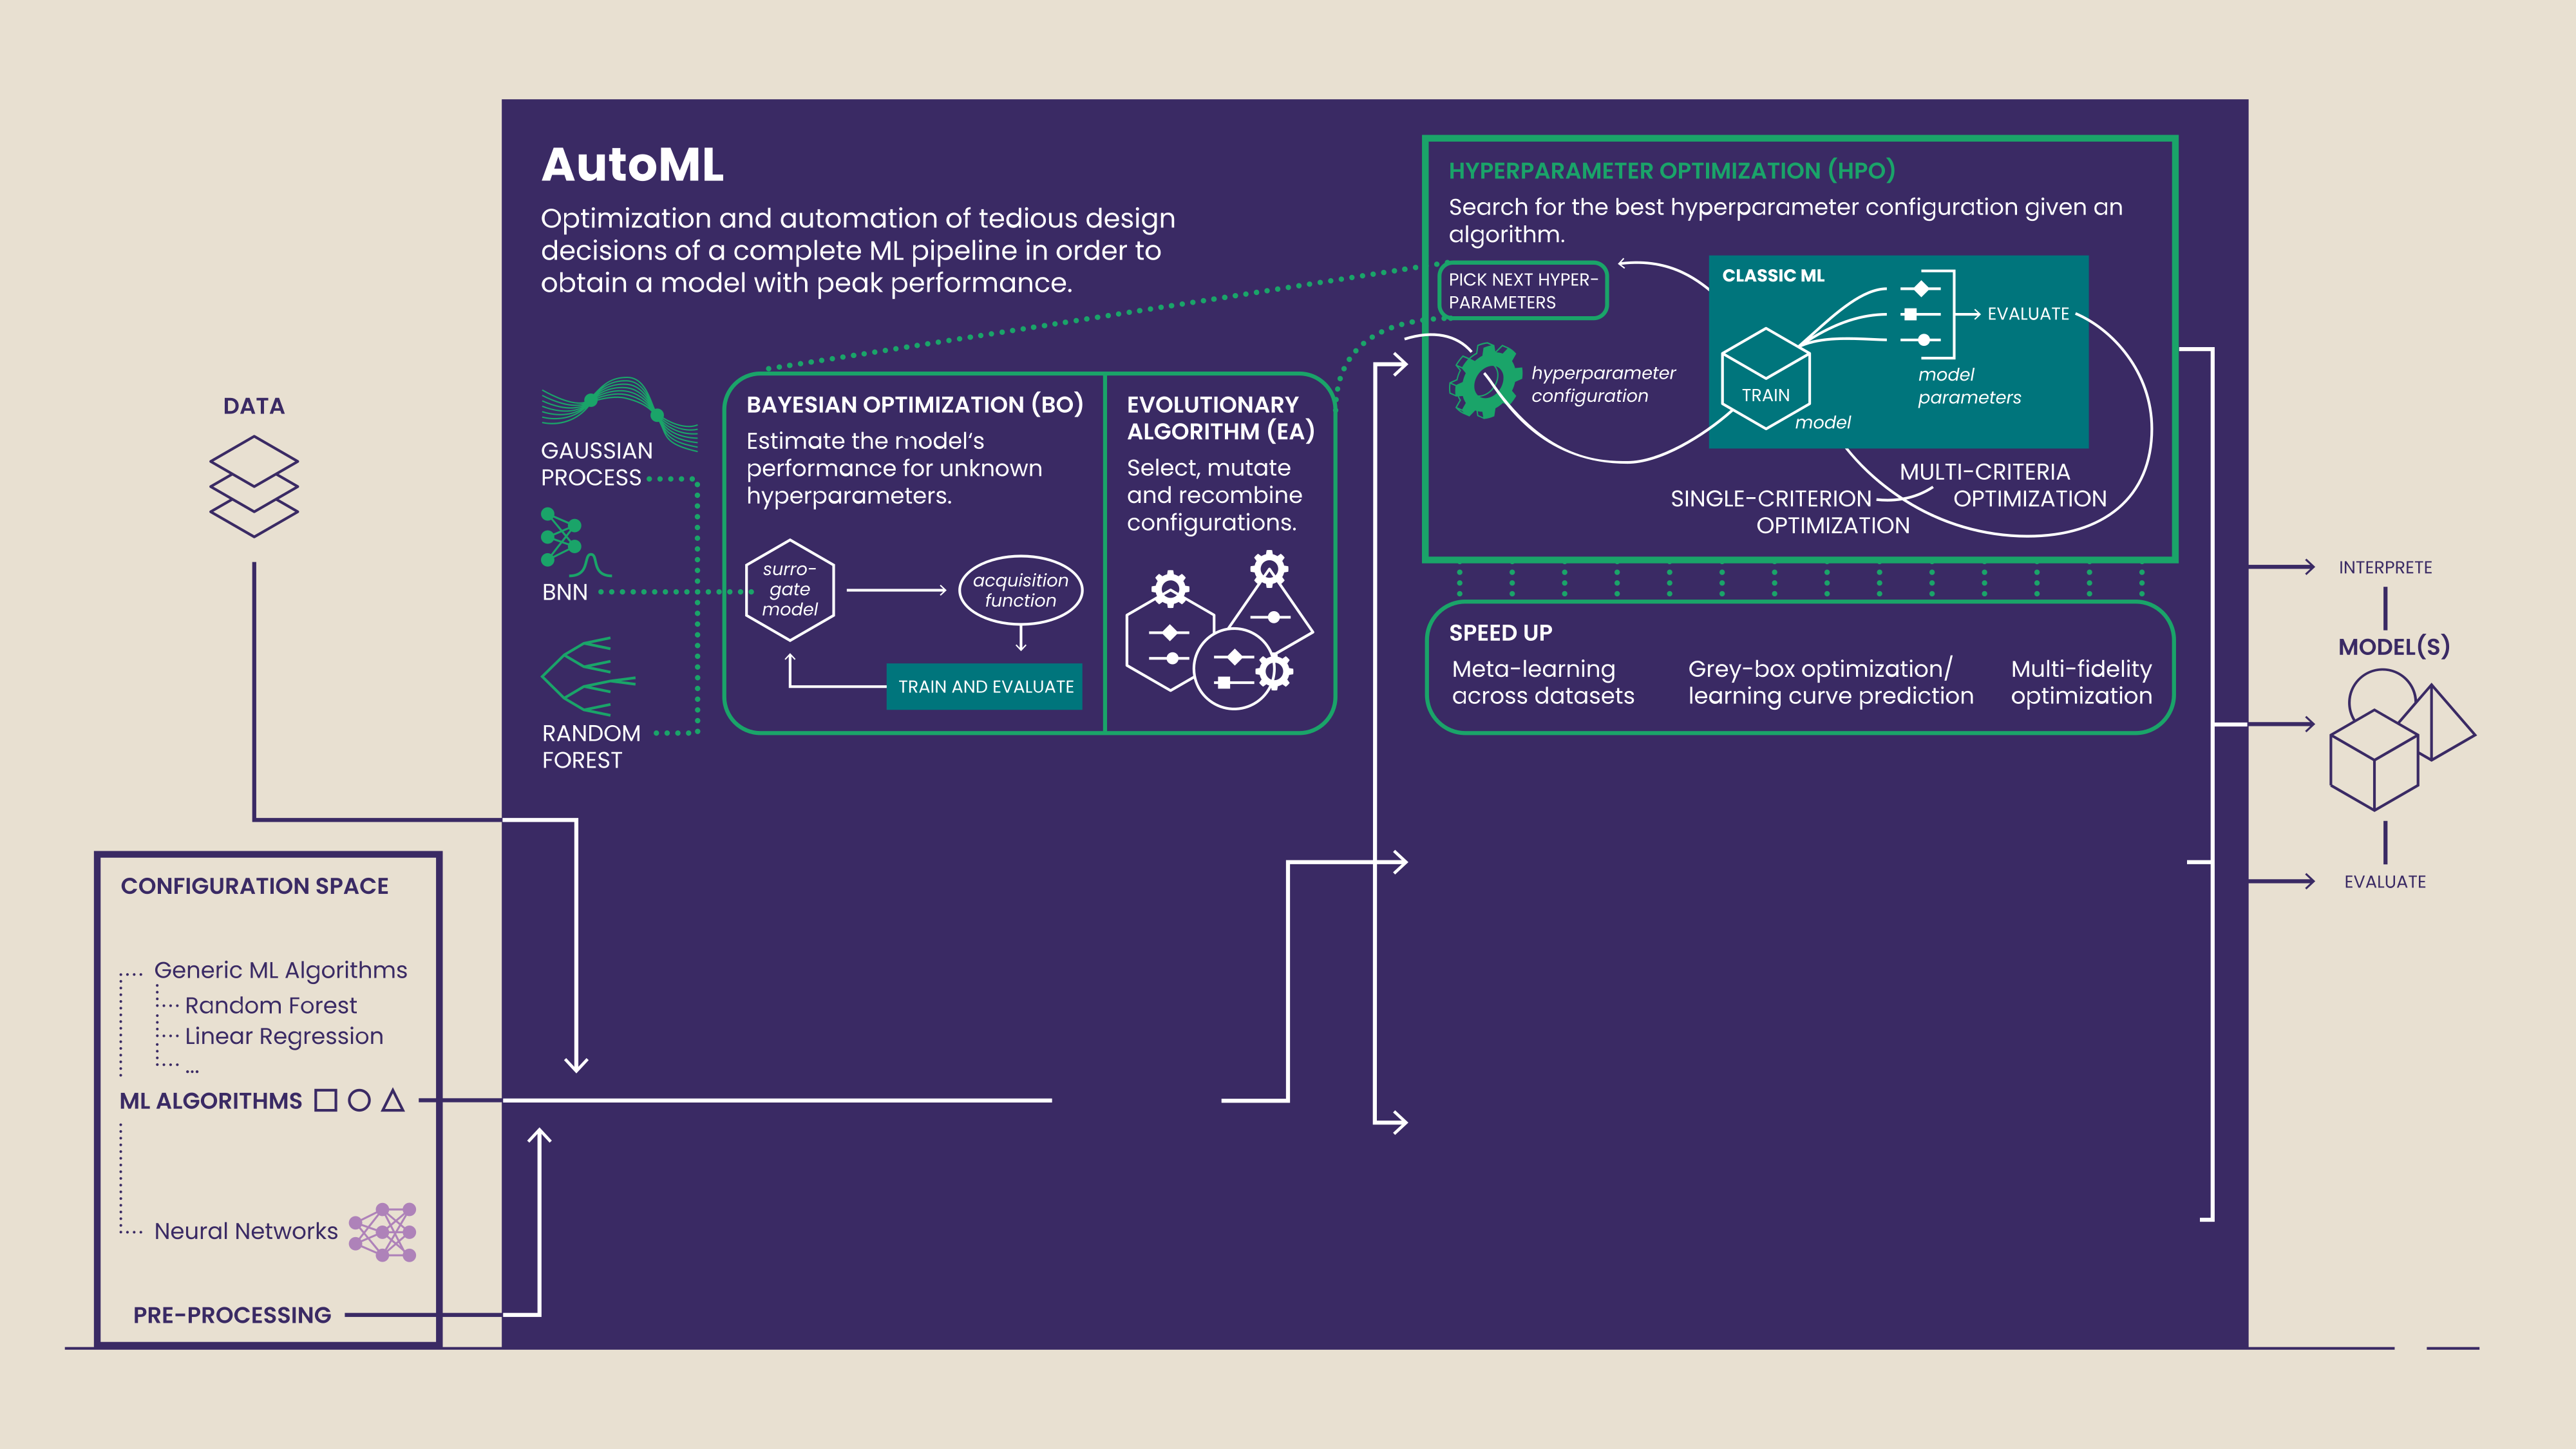 AutoML
Optimization and automation of tedious design
decisions of a complete ML pipeline in order to
obtain a model with peak performance.
HYPERPARAMETER OPTIMIZATION (HPO)
Search for the best hyperparameter configuration given an
algorithm.
PICK NEXT HYPER-
PARAMETERS
hyperparameter
configuration
CLASSIC ML
TRAIN
model
EVALUATE
model
parameters
MULTI-CRITERIA
OPTIMIZATION
SINGLE-CRITERION
OPTIMIZATION
SPEED UP
Meta-learning
across datasets
Grey-box optimization/
learning curve prediction
Multi-fidelity
optimization
GAUSSIAN
PROCESS
BNN
RANDOM
FOREST
BAYESIAN OPTIMIZATION (BO)
Estimate the model‘s
performance for unknown
hyperparameters.
surro-
gate
model
acquisition
function
TRAIN AND EVALUATE
EVOLUTIONARY
ALGORITHM (EA)
Select, mutate
and recombine
configurations.
DATA
CONFIGURATION SPACE
Generic ML Algorithms
Random Forest
Linear Regression
...
ML ALGORITHMS
Neural Networks
PRE-PROCESSING
INTERPRETE
MODEL(S)
EVALUATE